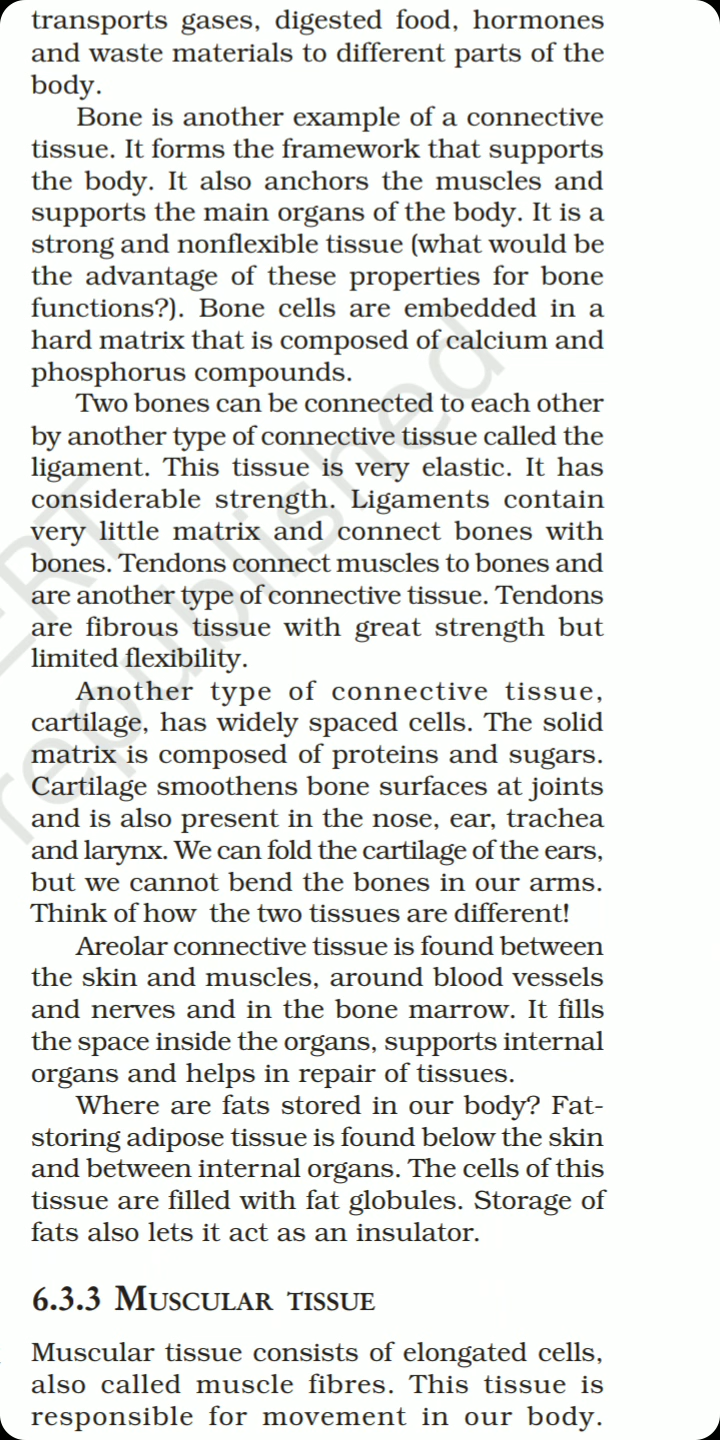 transports gases, digested food, hormones
and waste materials to different parts of the
body.
Bone is another example of a connective
tissue. It forms the framework that supports
the body. It also anchors the muscles and
supports the main organs of the body. It is a
strong and nonflexible tissue (what would be
the advantage of these properties for bone
functions?). Bone cells are embedded in a
hard matrix that is composed of calcium and
phosphorus compounds.
Two bones can be connected to each other
by another type of connective tissue called the
ligament. This tissue is very elastic. It has
considerable strength. Ligaments contain
very little matrix and connect bones with
bones. Tendons connect muscles to bones and
are another type of connective tissue. Tendons
are fibrous tissue with great strength but
limited flexibility.
Another type of connective tissue,
cartilage, has widely spaced cells. The solid
matrix is composed of proteins and sugars.
Cartilage smoothens bone surfaces at joints
and is also present in the nose, ear, trachea
and larynx. We can fold the cartilage of the ears,
but we cannot bend the bones in our arms.
Think of how the two tissues are different!
Areolar connective tissue is found between
the skin and muscles, around blood vessels
and nerves and in the bone marrow. It fills
the space inside the organs, supports internal
organs and helps in repair of tissues.
Where are fats stored in our body? Fat-
storing adipose tissue is found below the skin
and between internal organs. The cells of this
tissue are filled with fat globules. Storage of
fats also lets it act as an insulator.
6.3.3 MUSCULAR TISSUE
Muscular tissue consists of elongated cells,
also called muscle fibres. This tissue is
responsible for movement in our body.
ERT
republished